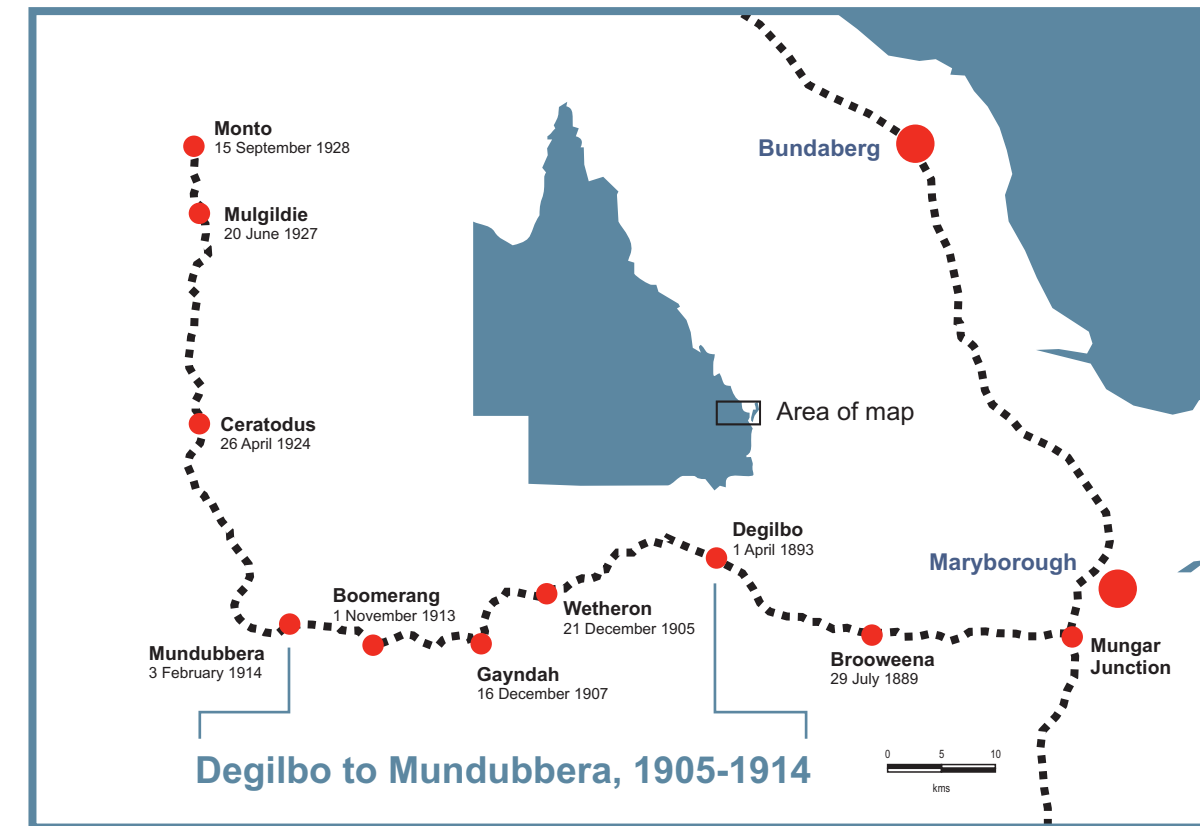 Monto
15 September 1928
Mulgildie
20 June 1927
Bundaberg
Ceratodus
26 April 1924
Area of map
Degilbo
1 April 1893
Maryborough
Boomerang
1 November 1913
Wetheron
21 December 1905
Mundubbera
3 February 1914
Gayndah
16 December 1907
Brooweena
29 July 1889
Mungar
Junction
Degilbo to Mundubbera, 1905-1914
0 5 10
kms